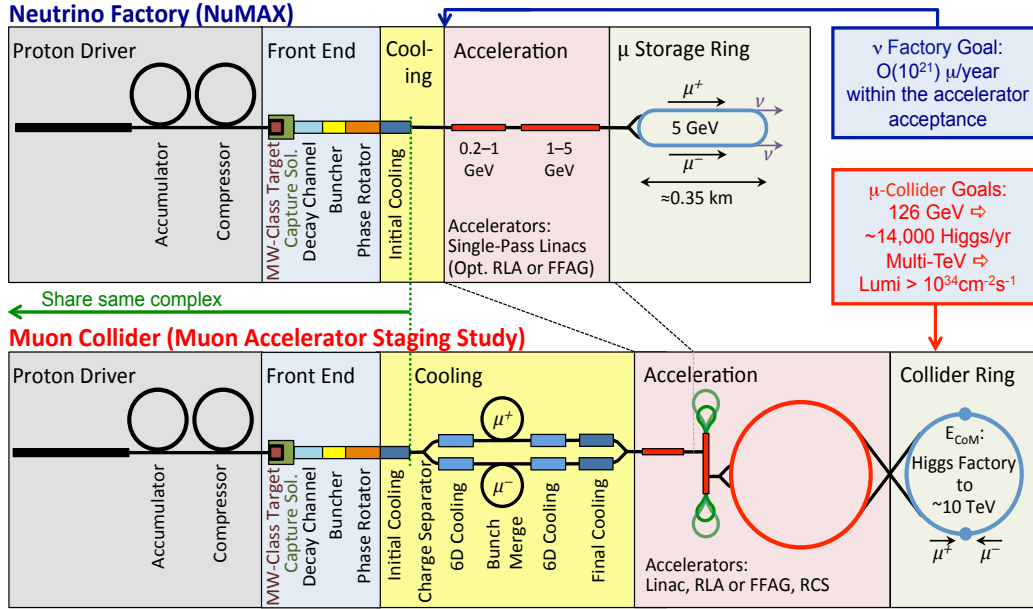 Neutrino Factory (NuMAX)
Proton Driver
Front End
Cool-
ing
Acceleration
μ Storage Ring
ν Factory Goal:
O(10²¹) μ/year
within the accelerator
acceptance
μ⁺
ν
5 GeV
ν
μ⁻
0.2–1
GeV
1–5
GeV
≈0.35 km
Accumulator
Compressor
MW-Class Target
Capture Sol.
Decay Channel
Buncher
Phase Rotator
Initial Cooling
Accelerators:
Single-Pass Linacs
(Opt. RLA or FFAG)
μ-Collider Goals:
126 GeV ⇨
~14,000 Higgs/yr
Multi-TeV ⇨
Lumi > 10³⁴cm⁻²s⁻¹
Share same complex
Muon Collider (Muon Accelerator Staging Study)
Proton Driver
Front End
Cooling
Acceleration
Collider Ring
μ⁺
μ⁻
E_CoM:
Higgs Factory
to
~10 TeV
μ⁺
μ⁻
Accumulator
Compressor
MW-Class Target
Capture Sol.
Decay Channel
Buncher
Phase Rotator
Initial Cooling
Charge Separator
6D Cooling
Bunch
Merge
6D Cooling
Final Cooling
Accelerators:
Linac, RLA or FFAG, RCS